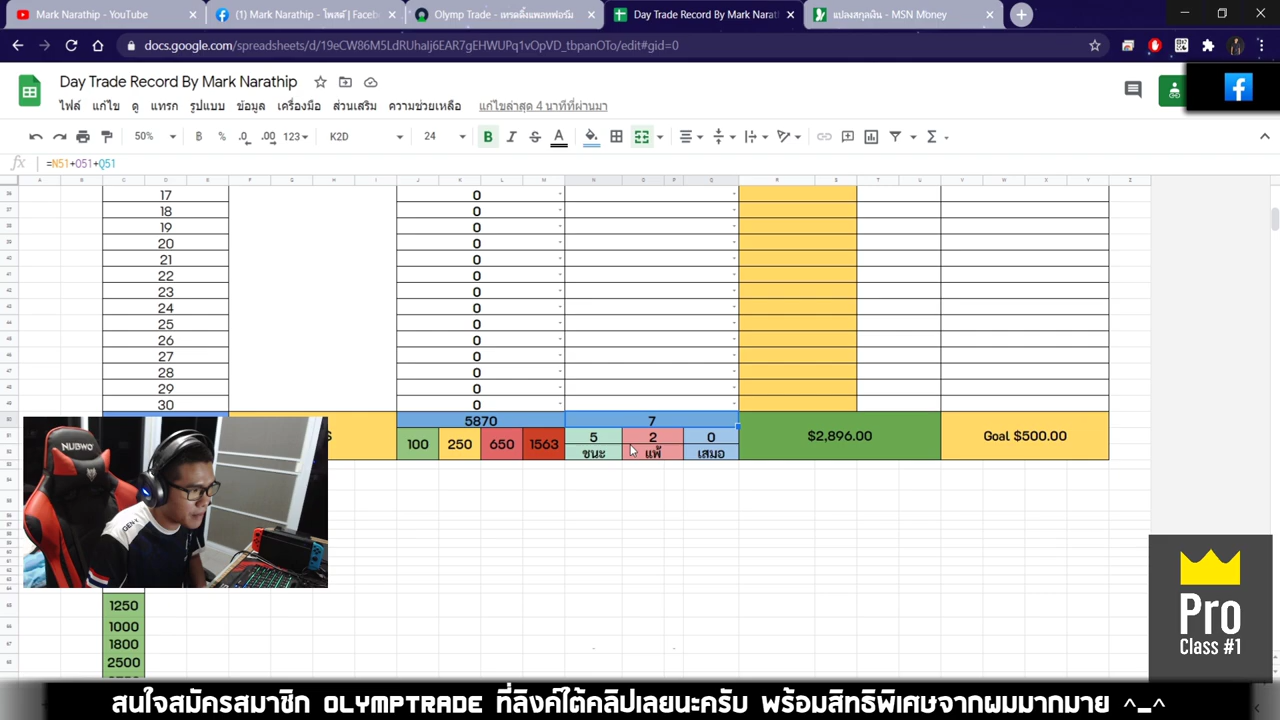 Mark Narathip - YouTube
(1) Mark Narathip - โพสต์ | Faceb
Olymp Trade - เทรดดิ้งแพลทฟอร์ม
Day Trade Record By Mark Narat
แปลงสกุลเงิน - MSN Money
docs.google.com/spreadsheets/d/19eCW86M5LdRUhaIj6EAR7gEHWUPq1vOpVD_tbpanOTo/edit#gid=0
Day Trade Record By Mark Narathip
ไฟล์ แก้ไข ดู แทรก รูปแบบ ข้อมูล เครื่องมือ ส่วนเสริม ความช่วยเหลือ แก้ไขล่าสุด 4 นาทีที่ผ่านมา
50% ฿ % .0 .00 123 K2D 24 B I S A
fx =N51+O51+Q51
A B C D E F G H I J K L M N O P Q R S T U V W X Y Z
17 0
18 0
19 0
20 0
21 0
22 0
23 0
24 0
25 0
26 0
27 0
28 0
29 0
30 0
5870 7
100 250 650 1563 5 2 0 $2,896.00 Goal $500.00
ชนะ แพ้ เสมอ
NUBWO
1250
1000
1800
2500
Pro
Class #1
สนใจสมัครสมาชิก OLYMPTRADE ที่ลิงค์ใต้คลิปเลยนะครับ พร้อมสิทธิพิเศษจากผมมากมาย ^_^